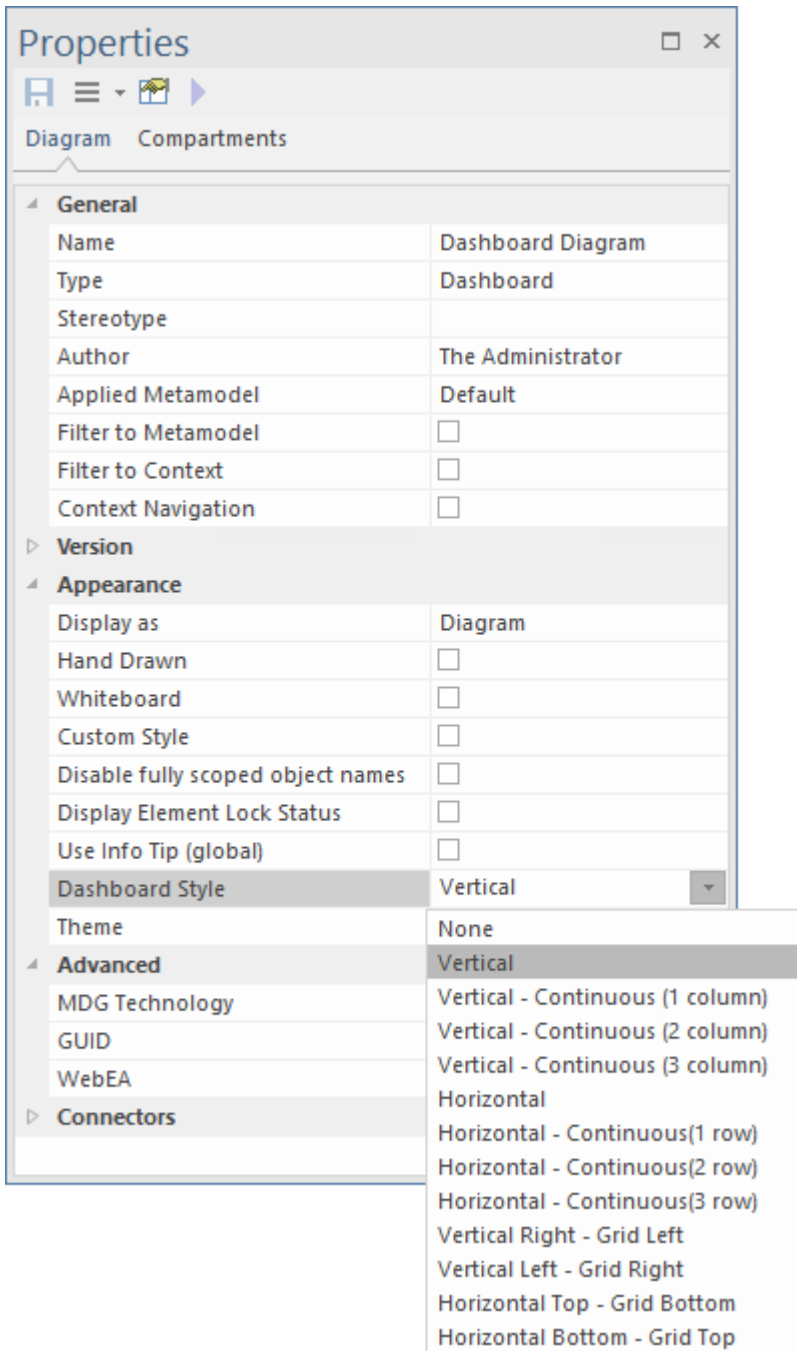 Properties
Diagram Compartments
General
Name Dashboard Diagram
Type Dashboard
Stereotype
Author The Administrator
Applied Metamodel Default
Filter to Metamodel
Filter to Context
Context Navigation
Version
Appearance
Display as Diagram
Hand Drawn
Whiteboard
Custom Style
Disable fully scoped object names
Display Element Lock Status
Use Info Tip (global)
Dashboard Style Vertical
Theme
Advanced
MDG Technology
GUID
WebEA
Connectors
None
Vertical
Vertical - Continuous (1 column)
Vertical - Continuous (2 column)
Vertical - Continuous (3 column)
Horizontal
Horizontal - Continuous(1 row)
Horizontal - Continuous(2 row)
Horizontal - Continuous(3 row)
Vertical Right - Grid Left
Vertical Left - Grid Right
Horizontal Top - Grid Bottom
Horizontal Bottom - Grid Top